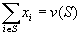 ∑_{i∈S} x_i = v(S)